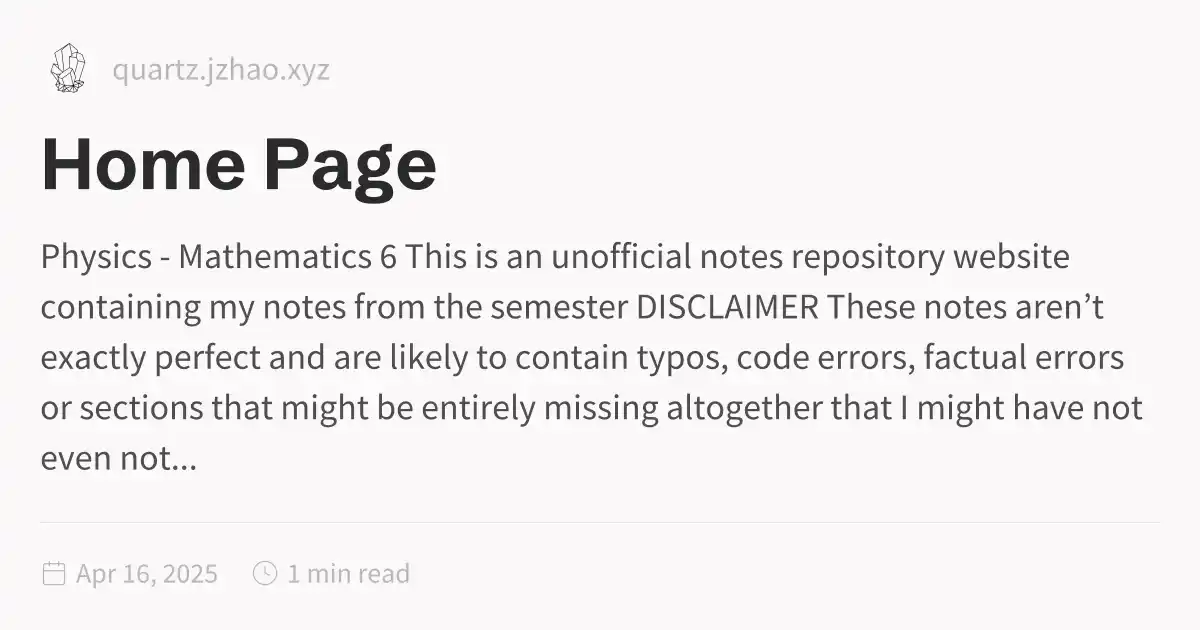 quartz.jzhao.xyz
Home Page
Physics - Mathematics 6 This is an unofficial notes repository website
containing my notes from the semester DISCLAIMER These notes aren’t
exactly perfect and are likely to contain typos, code errors, factual errors
or sections that might be entirely missing altogether that I might have not
even not...
Apr 16, 2025 1 min read